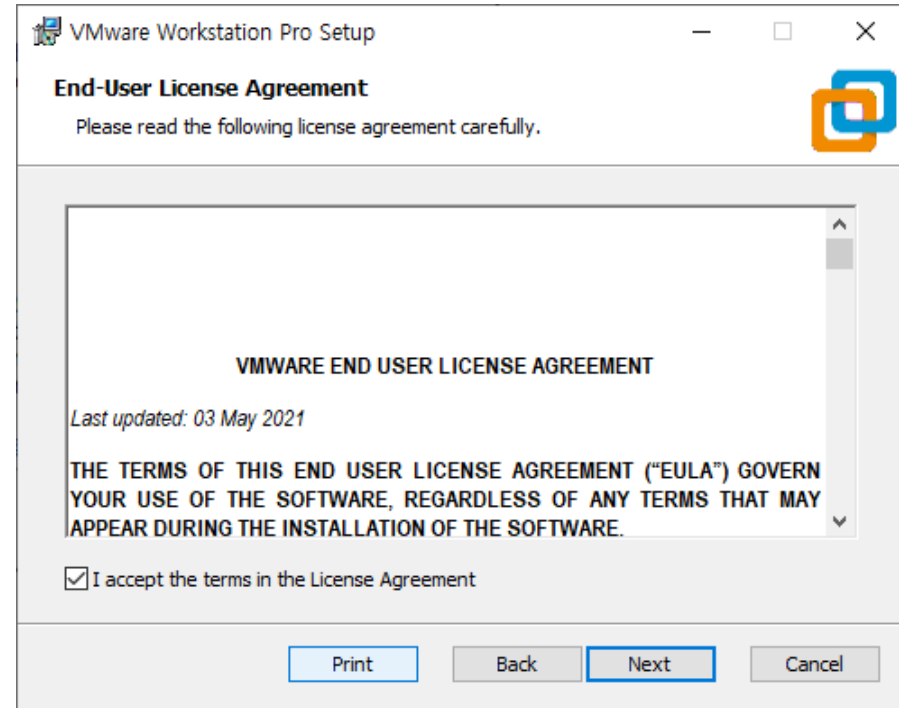 VMware Workstation Pro Setup
End-User License Agreement
Please read the following license agreement carefully.
VMWARE END USER LICENSE AGREEMENT
Last updated: 03 May 2021
THE TERMS OF THIS END USER LICENSE AGREEMENT (“EULA”) GOVERN
YOUR USE OF THE SOFTWARE, REGARDLESS OF ANY TERMS THAT MAY
APPEAR DURING THE INSTALLATION OF THE SOFTWARE.
I accept the terms in the License Agreement
Print Back Next Cancel